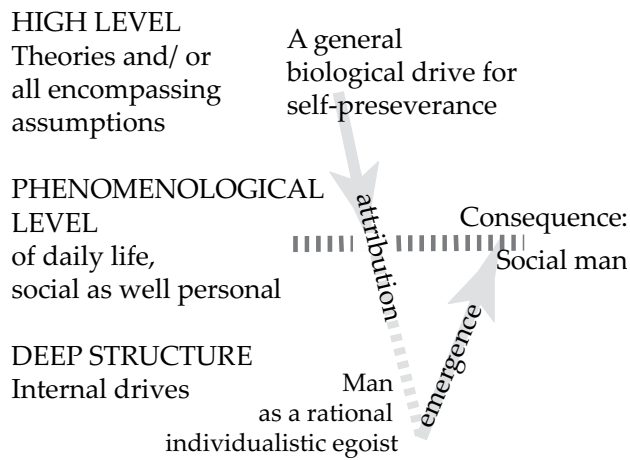 HIGH LEVEL
Theories and/ or
all encompassing
assumptions
A general
biological drive for
self-preseverance
PHENOMENOLOGICAL
LEVEL
of daily life,
social as well personal
attribution
Consequence:
Social man
DEEP STRUCTURE
Internal drives
Man
as a rational
individualistic egoist
emergence